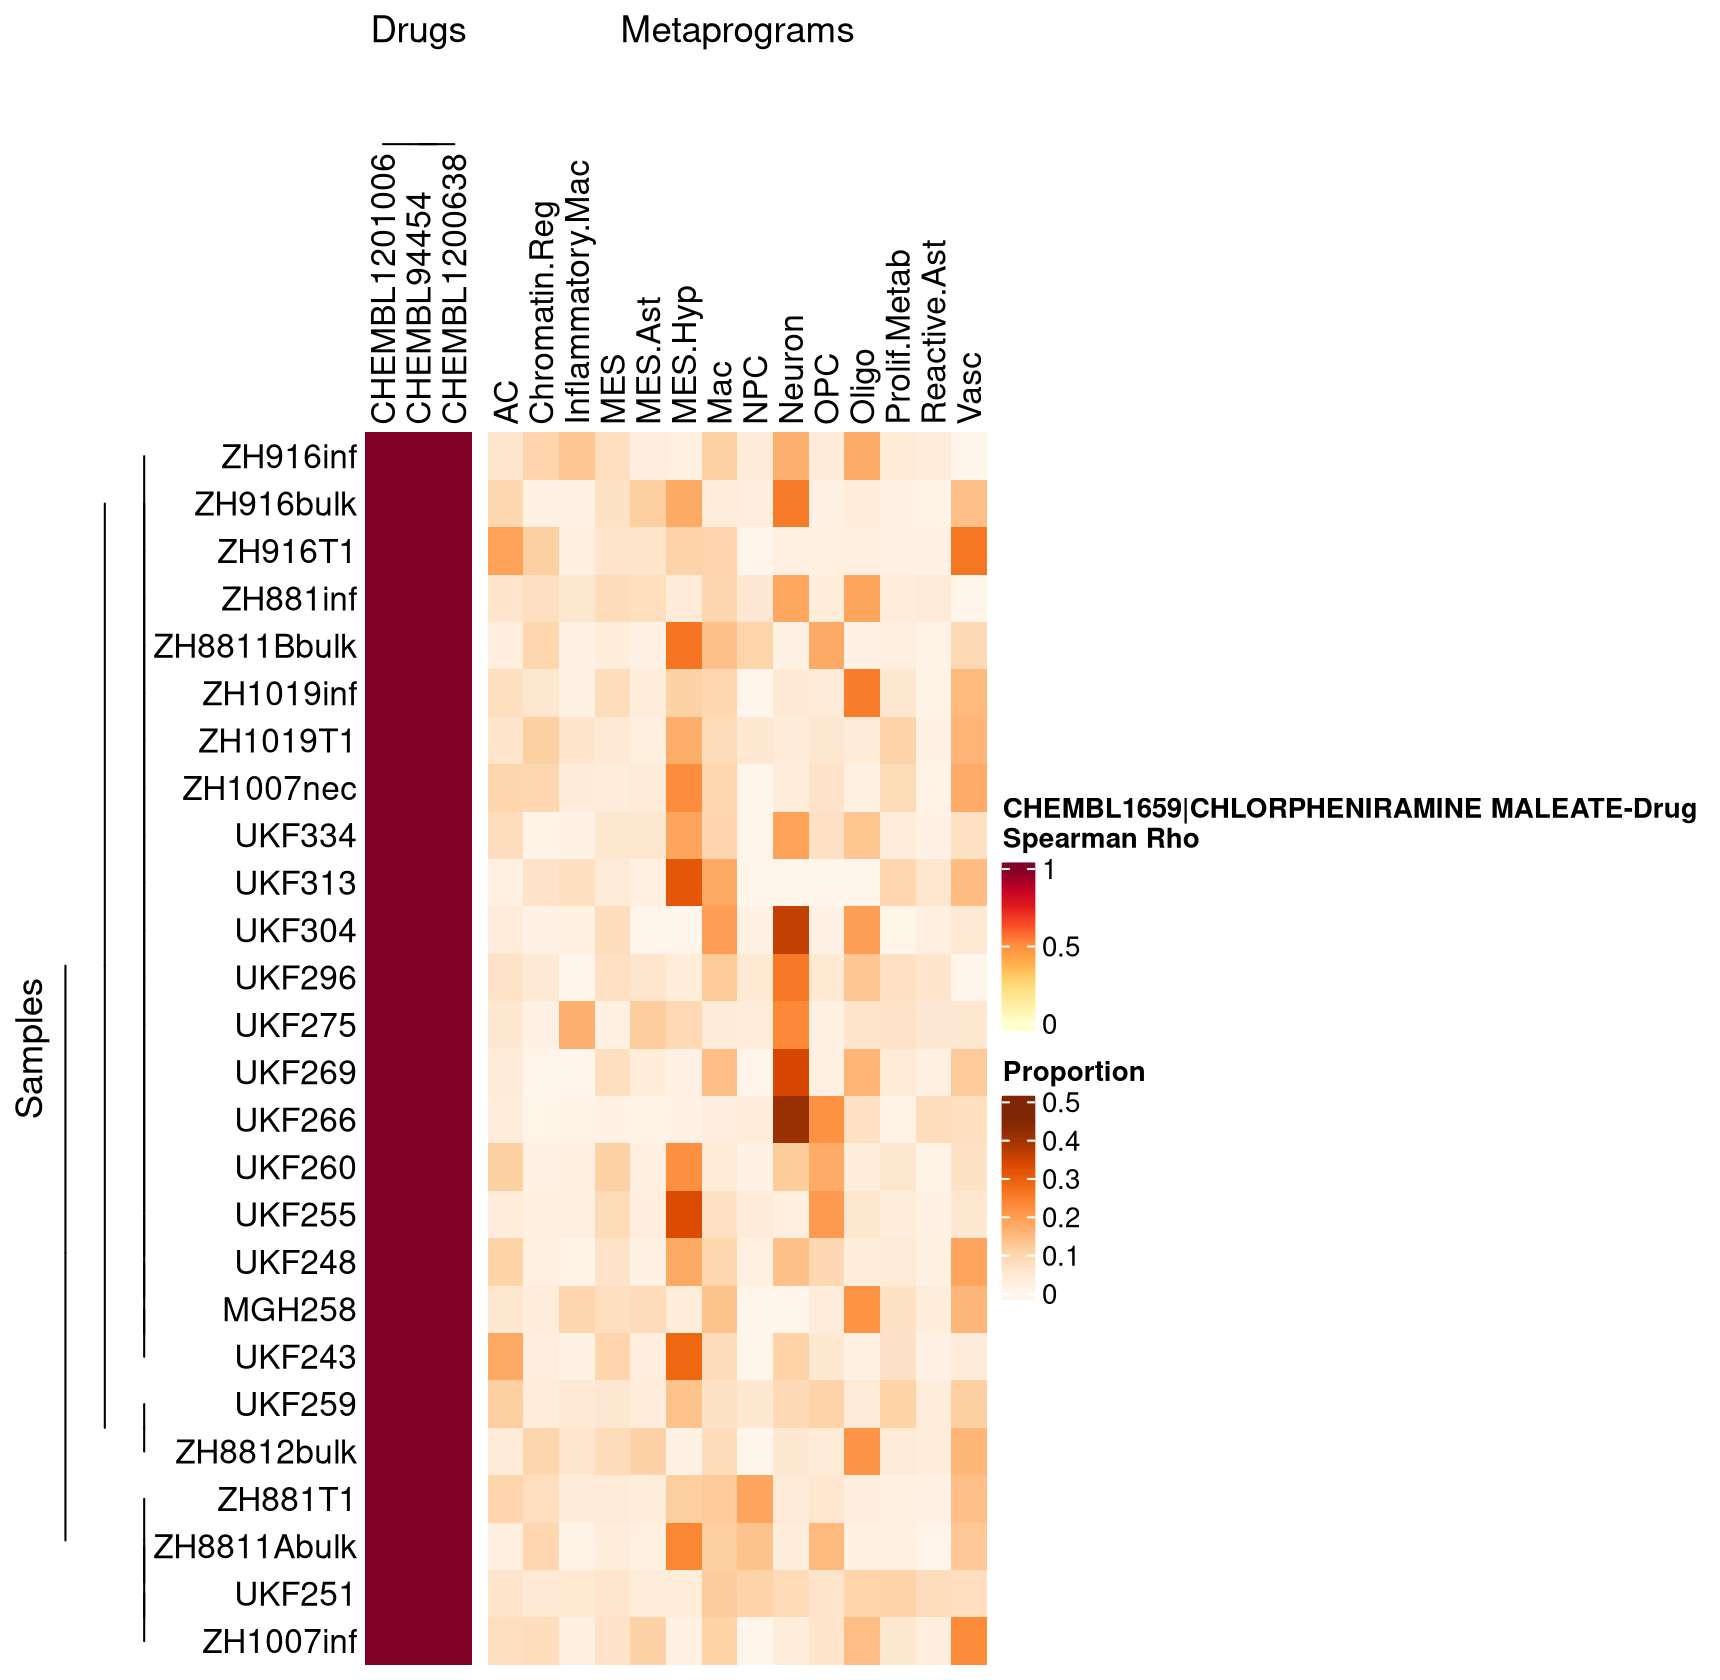 Drugs
Metaprograms
CHEMBL1201006
CHEMBL94454
CHEMBL1200638
AC
Chromatin.Reg
Inflammatory.Mac
MES
MES.Ast
MES.Hyp
Mac
NPC
Neuron
OPC
Oligo
Prolif.Metab
Reactive.Ast
Vasc
Samples
ZH916inf
ZH916bulk
ZH916T1
ZH881inf
ZH8811Bbulk
ZH1019inf
ZH1019T1
ZH1007nec
UKF334
UKF313
UKF304
UKF296
UKF275
UKF269
UKF266
UKF260
UKF255
UKF248
MGH258
UKF243
UKF259
ZH8812bulk
ZH881T1
ZH8811Abulk
UKF251
ZH1007inf
CHEMBL1659|CHLORPHENIRAMINE MALEATE-Drug
Spearman Rho
1
0.5
0
Proportion
0.5
0.4
0.3
0.2
0.1
0